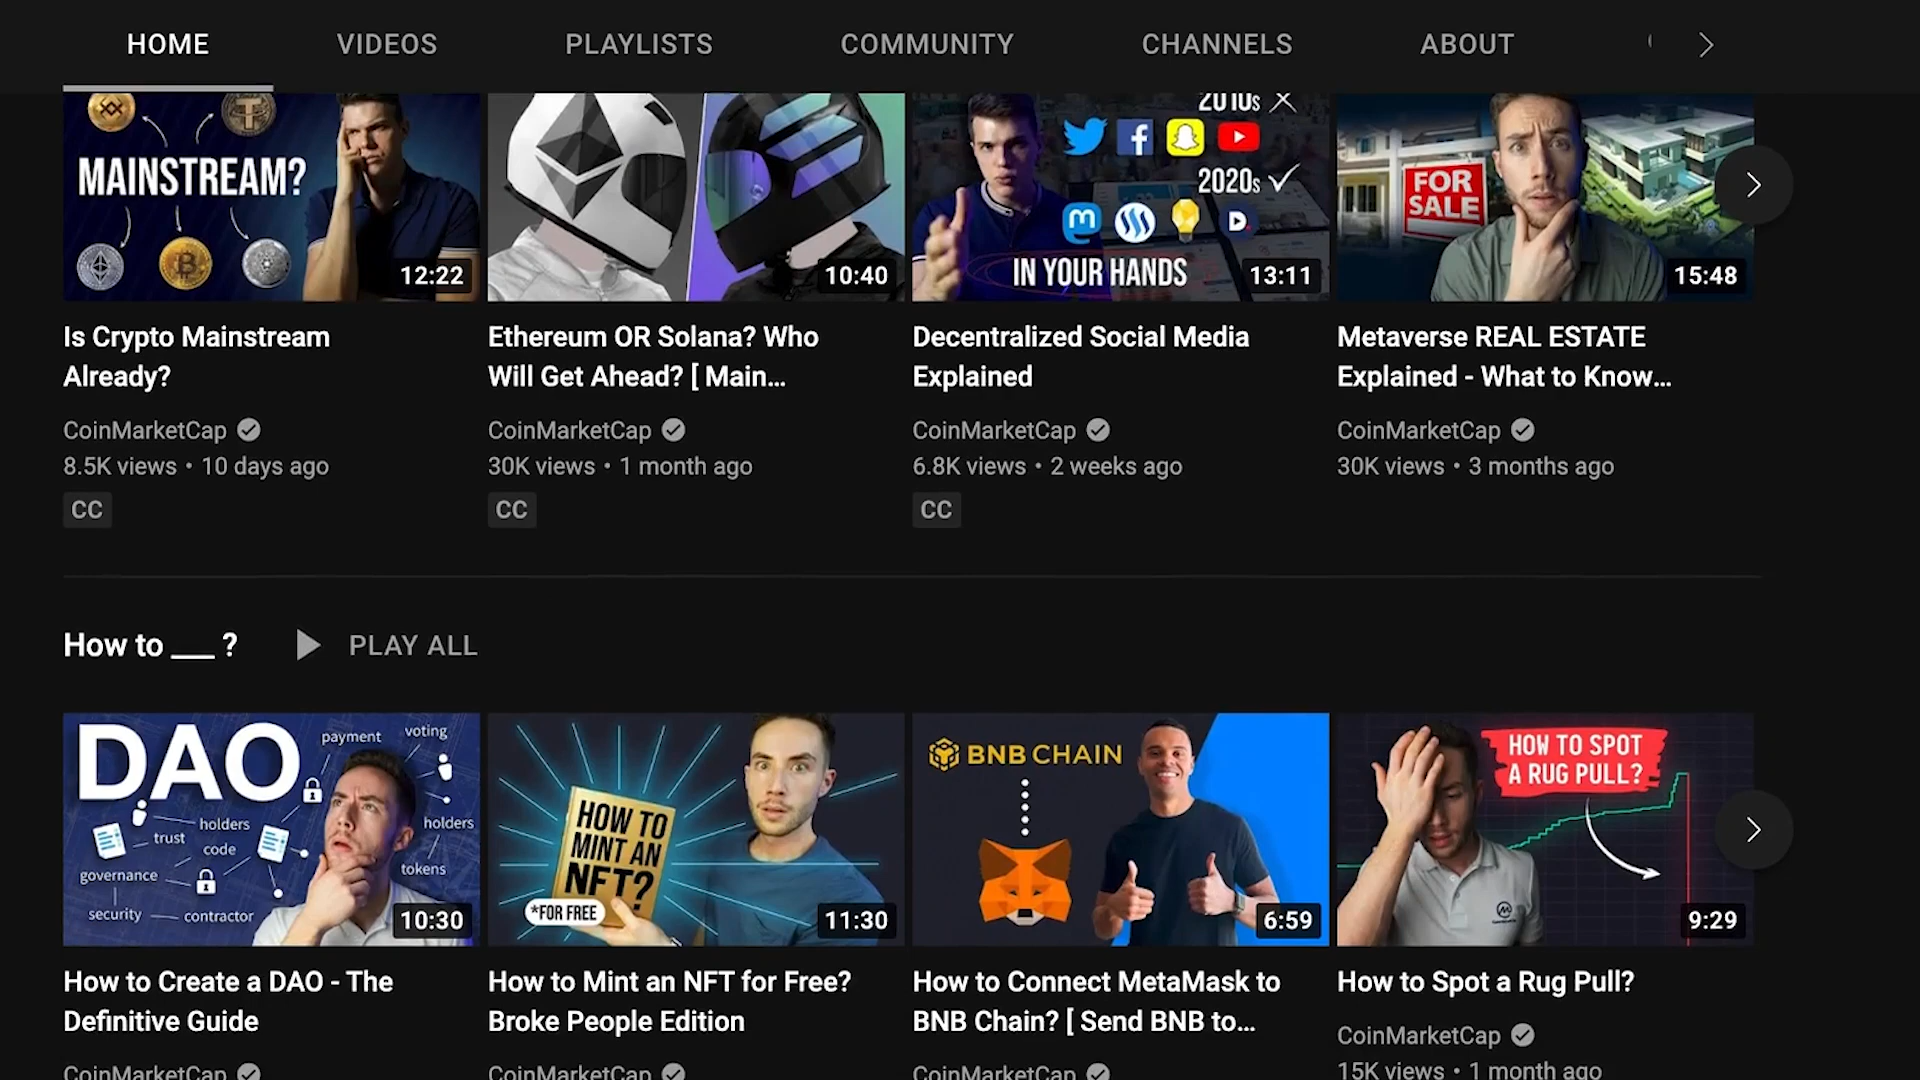 HOME VIDEOS PLAYLISTS COMMUNITY CHANNELS ABOUT
MAINSTREAM?
12:22
10:40
2010s
2020s
IN YOUR HANDS
13:11
FOR
SALE
15:48
Is Crypto Mainstream
Already?
CoinMarketCap
8.5K views • 10 days ago
CC
Ethereum OR Solana? Who
Will Get Ahead? [ Main...
CoinMarketCap
30K views • 1 month ago
CC
Decentralized Social Media
Explained
CoinMarketCap
6.8K views • 2 weeks ago
CC
Metaverse REAL ESTATE
Explained - What to Know...
CoinMarketCap
30K views • 3 months ago
How to ___ ? PLAY ALL
DAO
payment
voting
holders
trust
code
holders
governance
tokens
security
contractor
10:30
HOW TO
MINT AN
NFT?
*FOR FREE
11:30
BNB CHAIN
6:59
HOW TO SPOT
A RUG PULL?
9:29
How to Create a DAO - The
Definitive Guide
CoinMarketCap
How to Mint an NFT for Free?
Broke People Edition
CoinMarketCap
How to Connect MetaMask to
BNB Chain? [ Send BNB to...
CoinMarketCap
How to Spot a Rug Pull?
CoinMarketCap
15K views • 1 month ago